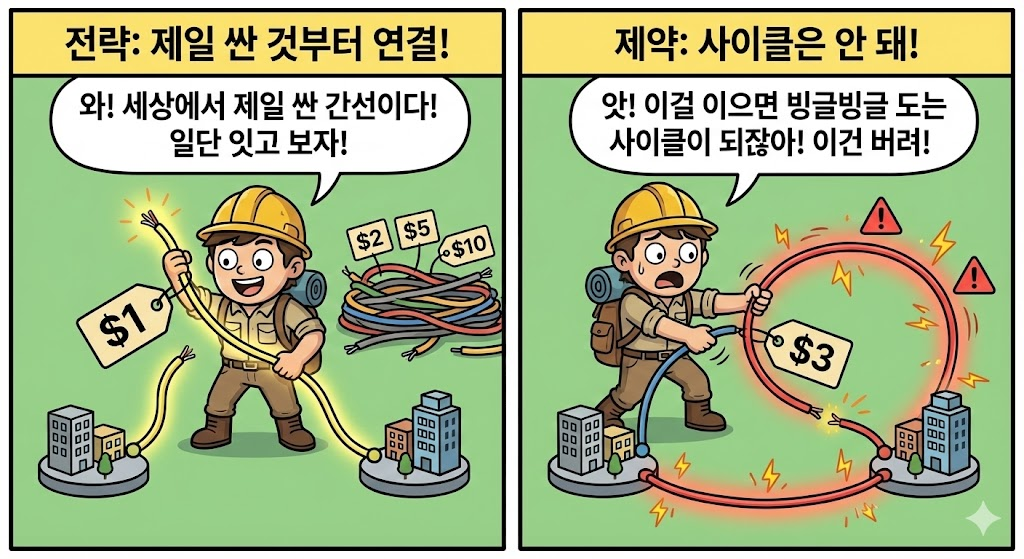 전략: 제일 싼 것부터 연결!
와! 세상에서 제일 싼 간선이다!
일단 잇고 보자!
$1
$2
$5
$10
제약: 사이클은 안 돼!
앗! 이걸 이으면 빙글빙글 도는
사이클이 되잖아! 이건 버려!
$3